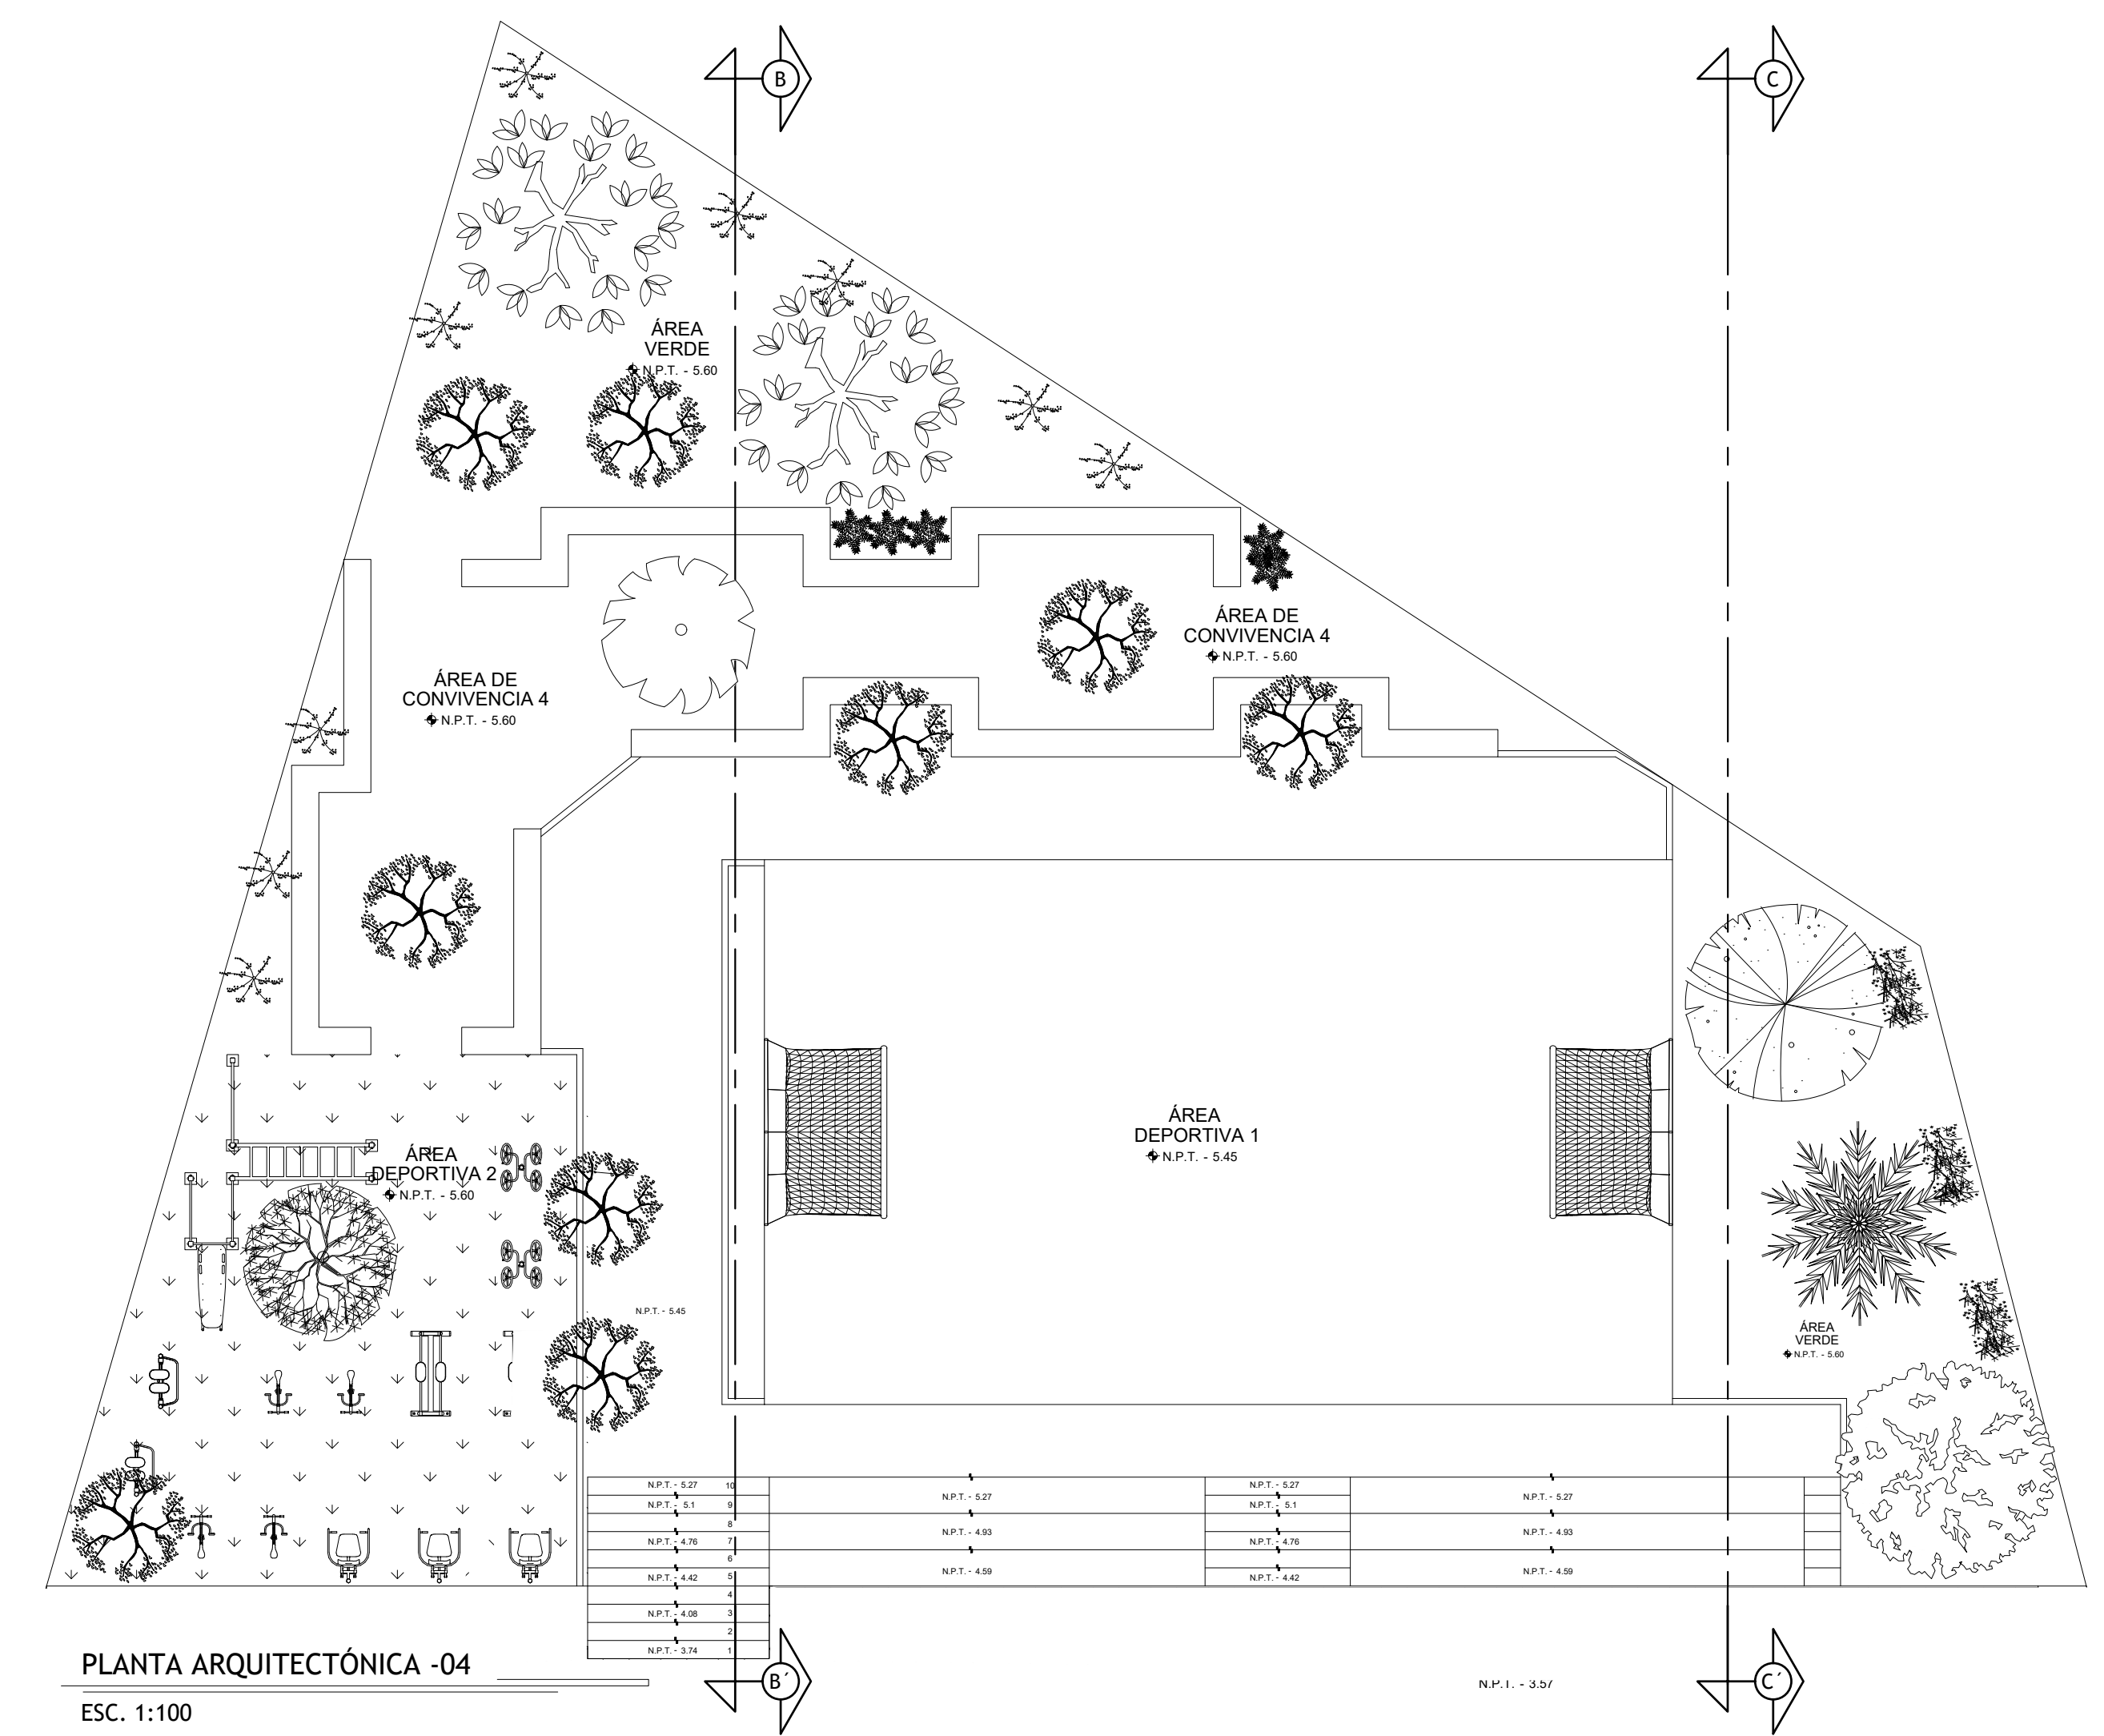 B
C
ÁREA
VERDE
N.P.T. - 5.60
ÁREA DE
CONVIVENCIA 4
N.P.T. - 5.60
ÁREA DE
CONVIVENCIA 4
N.P.T. - 5.60
ÁREA
DEPORTIVA 1
N.P.T. - 5.45
ÁREA
DEPORTIVA 2
N.P.T. - 5.60
N.P.T. - 5.45
ÁREA
VERDE
N.P.T. - 5.60
N.P.T. - 5.27 10
N.P.T. - 5.1 9
8
N.P.T. - 4.76 7
6
N.P.T. - 4.42 5
4
N.P.T. - 4.08 3
2
N.P.T. - 3.74 1
N.P.T. - 5.27
N.P.T. - 4.93
N.P.T. - 4.59
N.P.T. - 5.27
N.P.T. - 5.1
N.P.T. - 4.76
N.P.T. - 4.42
N.P.T. - 5.27
N.P.T. - 4.93
N.P.T. - 4.59
N.P.T. - 3.57
B´
C´
PLANTA ARQUITECTÓNICA -04
ESC. 1:100